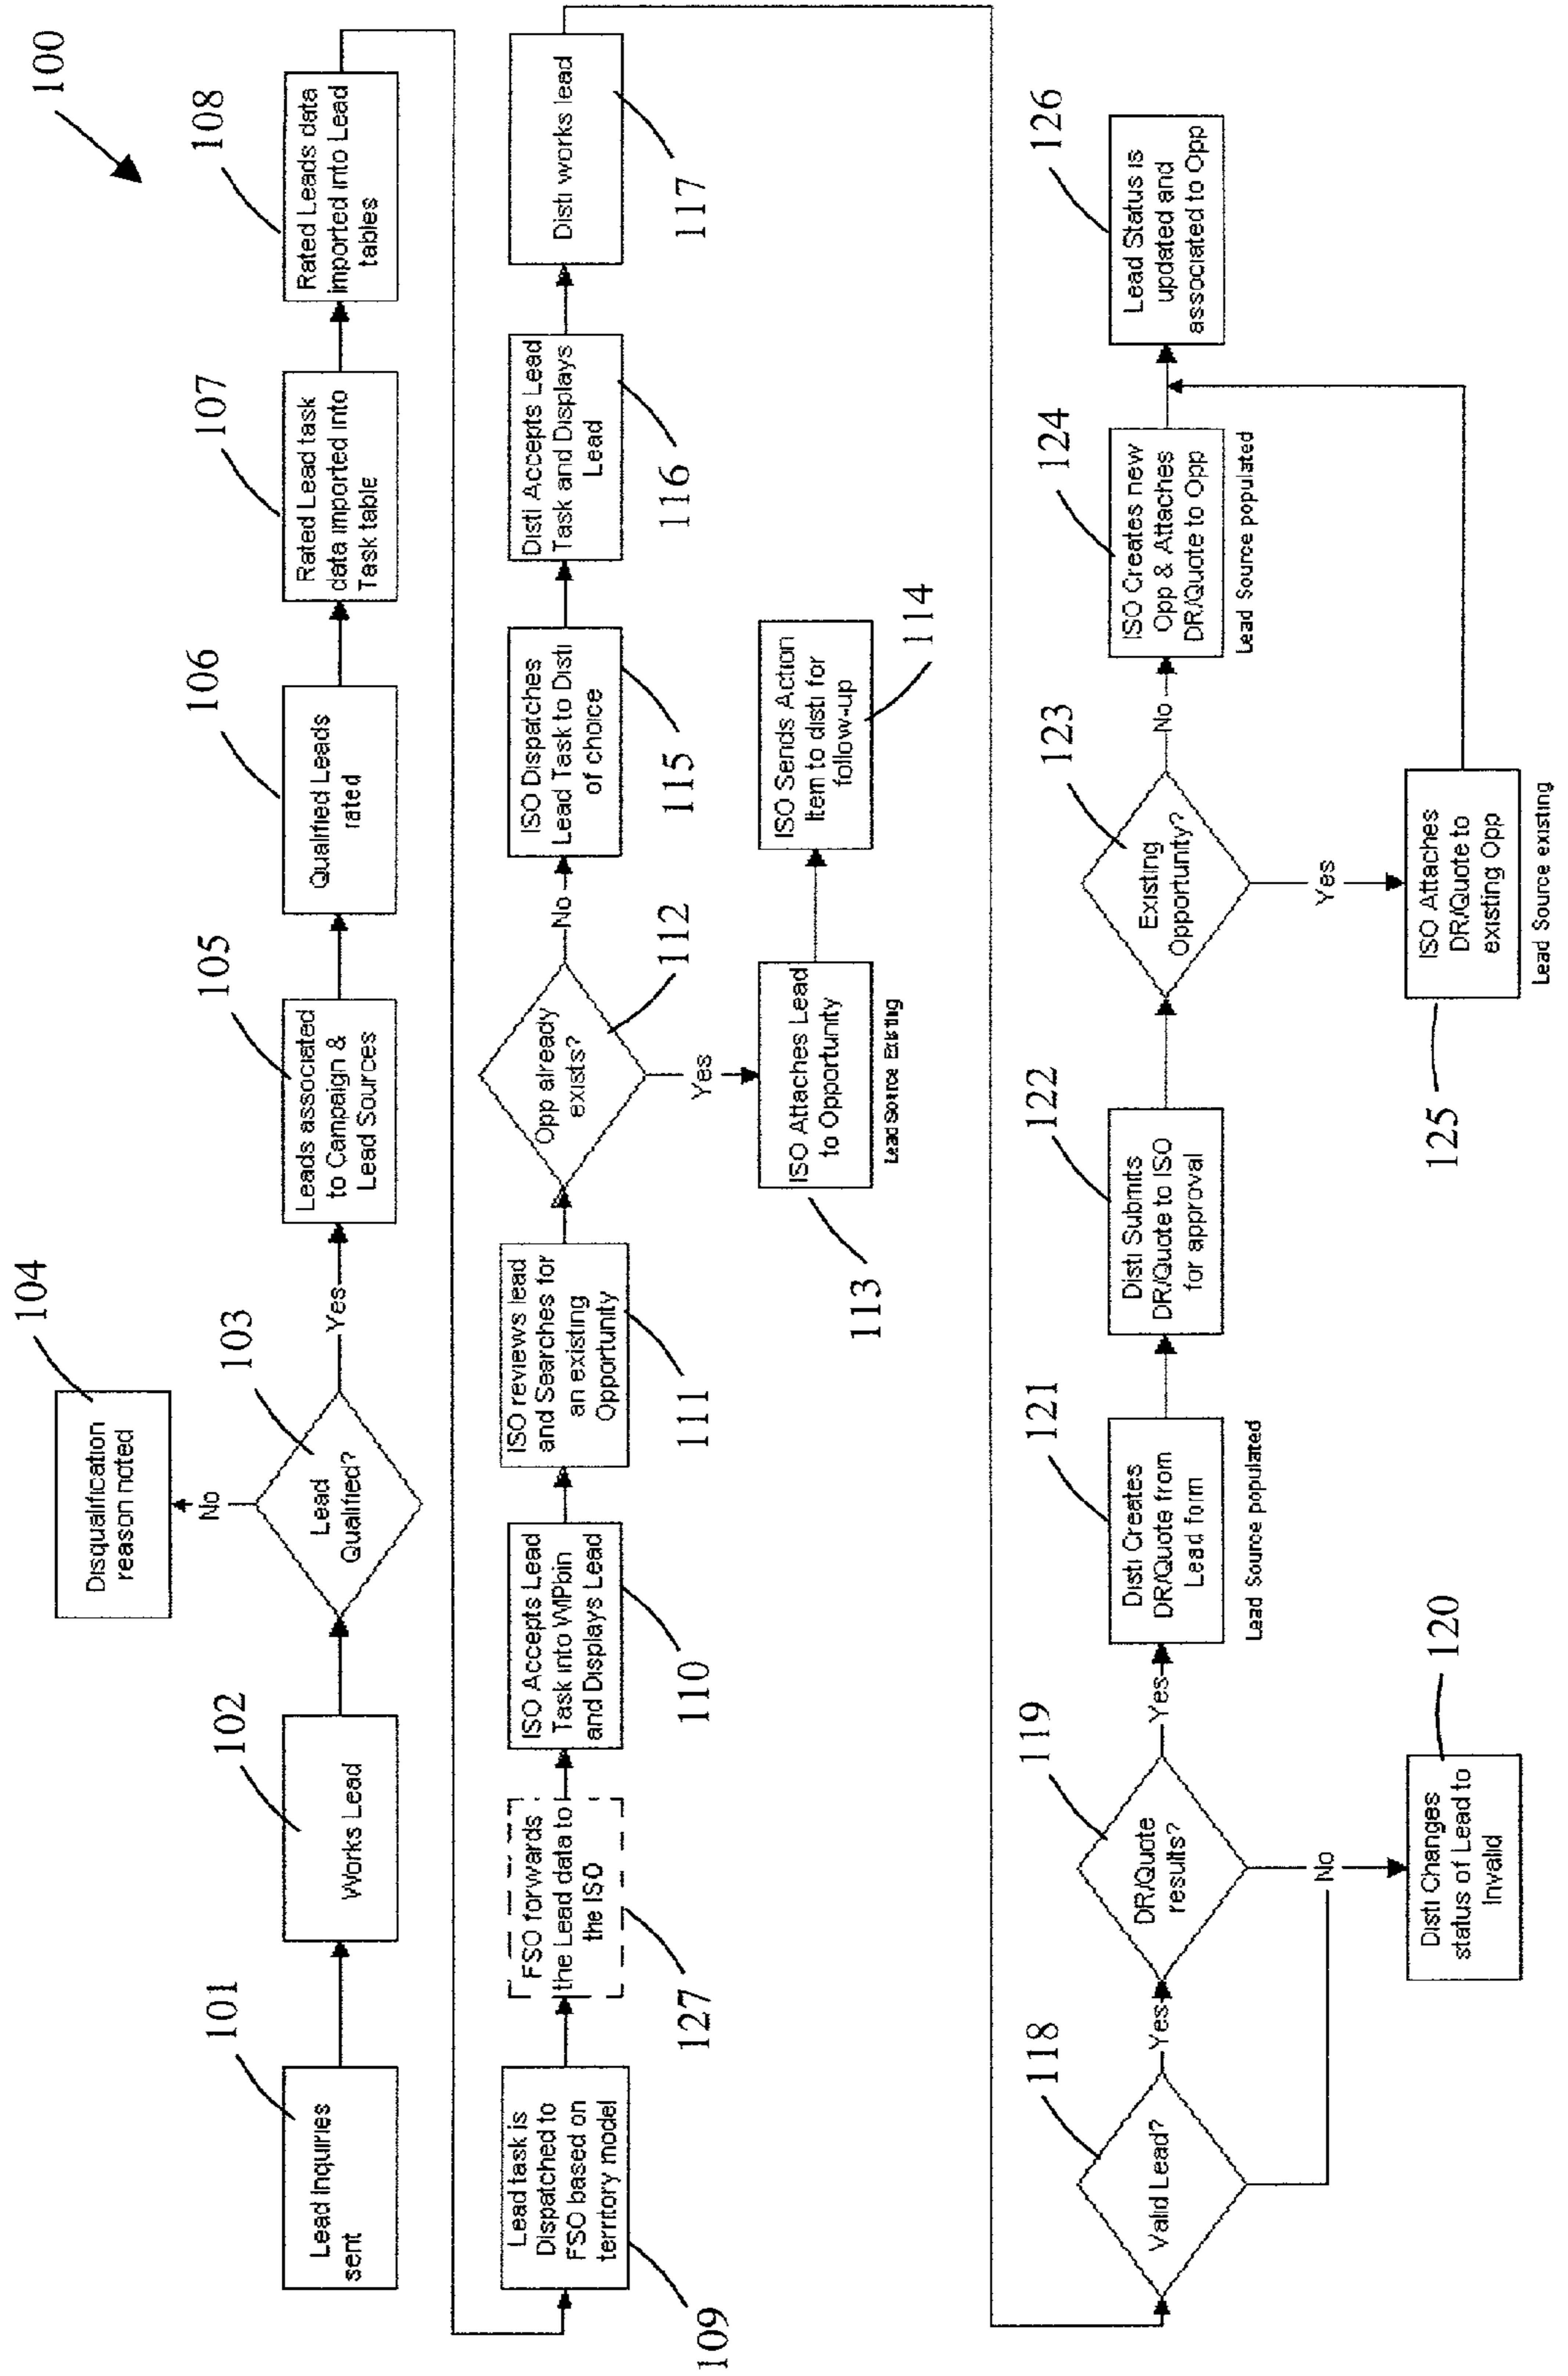 100
101
Lead Inquiries
sent
102
Works Lead
103
Lead
Qualified?
No
104
Disqualification
reason noted
Yes
105
Leads associated
to Campaign &
Lead Sources
106
Qualified Leads
rated
107
Rated Lead task
data imported into
Task table
108
Rated Leads data
imported into Lead
tables
109
Lead task is
Dispatched to
FSO based on
territory model
127
FSO forwards
the Lead data to
the ISO
110
ISO Accepts Lead
Task into WIPbin
and Displays Lead
111
ISO reviews lead
and Searches for
an existing
Opportunity
112
Opp already
exists?
Yes
113
ISO Attaches Lead
to Opportunity
Lead Source Existing
114
ISO Sends Action
Item to disti for
follow-up
No
115
ISO Dispatches
Lead Task to Disti
of choice
116
Disti Accepts Lead
Task and Displays
Lead
117
Disti works lead
118
Valid Lead?
Yes
119
DR/Quote
results?
No
120
Disti Changes
status of Lead to
Invalid
Yes
121
Disti Creates
DR/Quote from
Lead form
Lead Source populated
122
Disti Submits
DR/Quote to ISO
for approval
123
Existing
Opportunity?
No
124
ISO Creates new
Opp & Attaches
DR/Quote to Opp
Lead Source populated
Yes
125
ISO Attaches
DR/Quote to
existing Opp
Lead Source existing
126
Lead Status is
updated and
associated to Opp